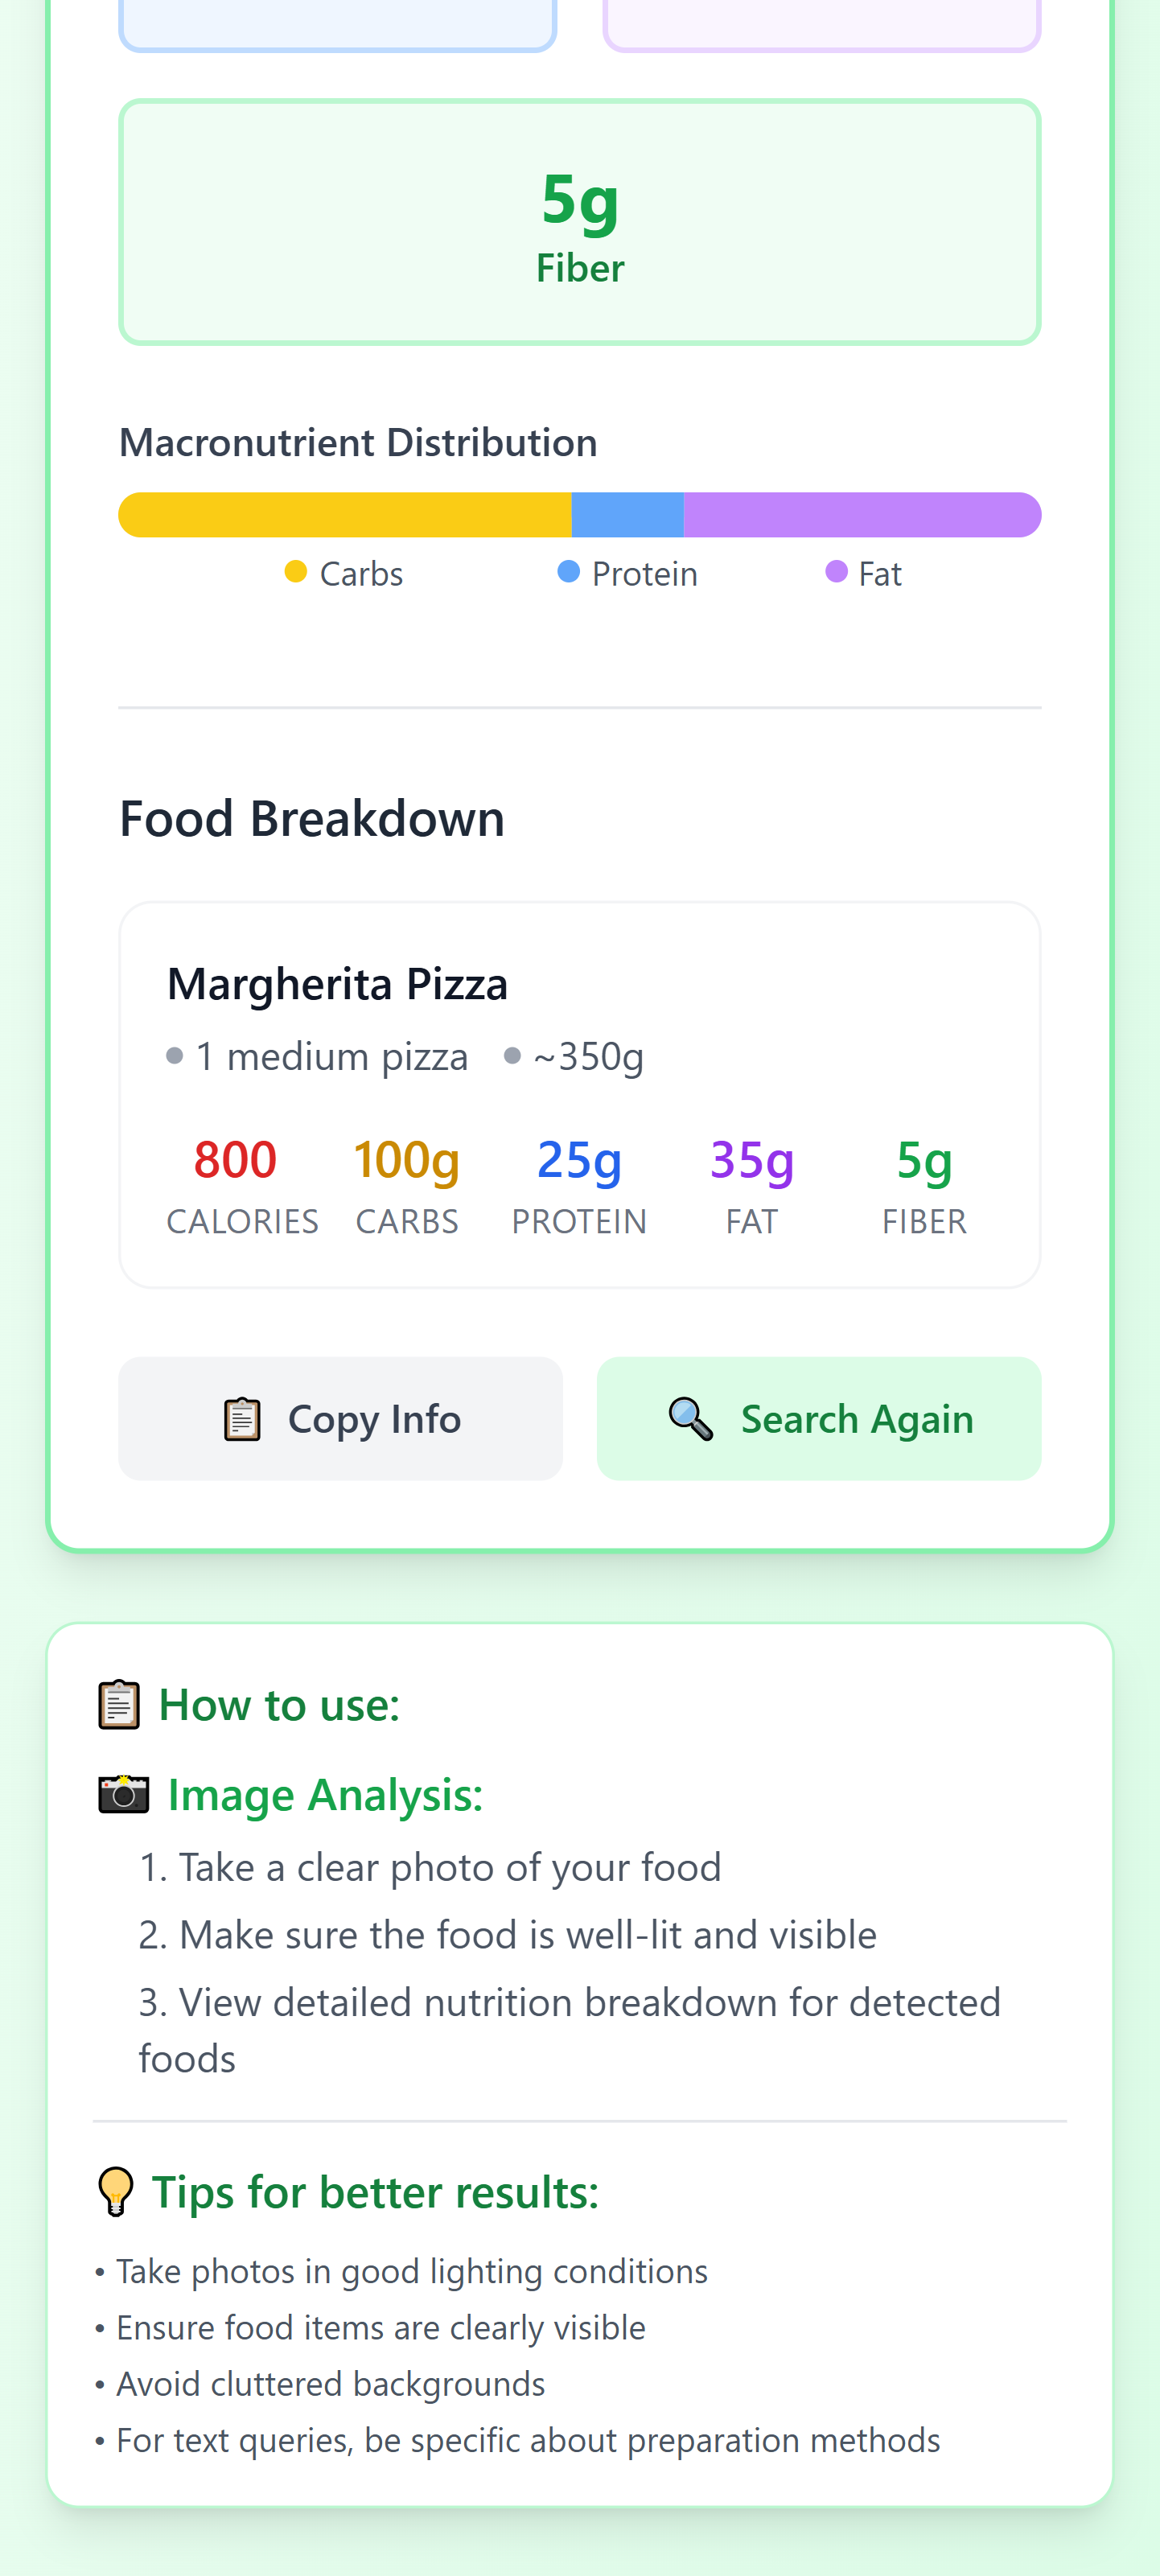 5g
Fiber
Macronutrient Distribution
Carbs Protein Fat
Food Breakdown
Margherita Pizza
1 medium pizza ~350g
800 100g 25g 35g 5g
CALORIES CARBS PROTEIN FAT FIBER
Copy Info Search Again
How to use:
Image Analysis:
1. Take a clear photo of your food
2. Make sure the food is well-lit and visible
3. View detailed nutrition breakdown for detected
foods
Tips for better results:
• Take photos in good lighting conditions
• Ensure food items are clearly visible
• Avoid cluttered backgrounds
• For text queries, be specific about preparation methods